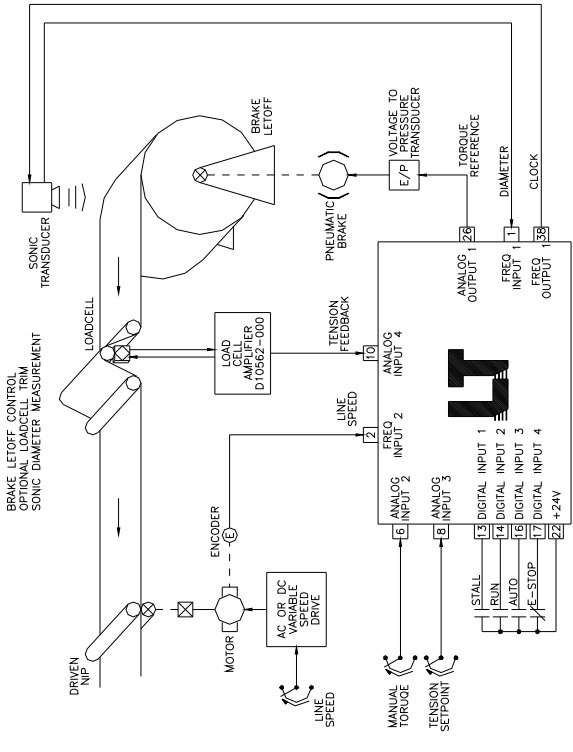 BRAKE LETOFF CONTROL
OPTIONAL LOADCELL TRIM
SONIC DIAMETER MEASUREMENT
SONIC
TRANSDUCER
LOADCELL
DRIVEN
NIP
BRAKE
LETOFF
PNEUMATIC
BRAKE
VOLTAGE TO
PRESSURE
TRANSDUCER
E/P
TORQUE
REFERENCE
DIAMETER
CLOCK
LOAD
CELL
AMPLIFIER
D10562-000
TENSION
FEEDBACK
LINE
SPEED
ENCODER
E
MOTOR
AC OR DC
VARIABLE
SPEED
DRIVE
LINE
SPEED
MANUAL
TORUQE
TENSION
SETPOINT
26
ANALOG
OUTPUT 1
1
FREQ
INPUT 1
38
FREQ
OUTPUT 1
10
ANALOG
INPUT 4
2
FREQ
INPUT 2
6
ANALOG
INPUT 2
8
ANALOG
INPUT 3
STALL
13 DIGITAL INPUT 1
RUN
14 DIGITAL INPUT 2
AUTO
16 DIGITAL INPUT 3
E-STOP
17 DIGITAL INPUT 4
22 +24V